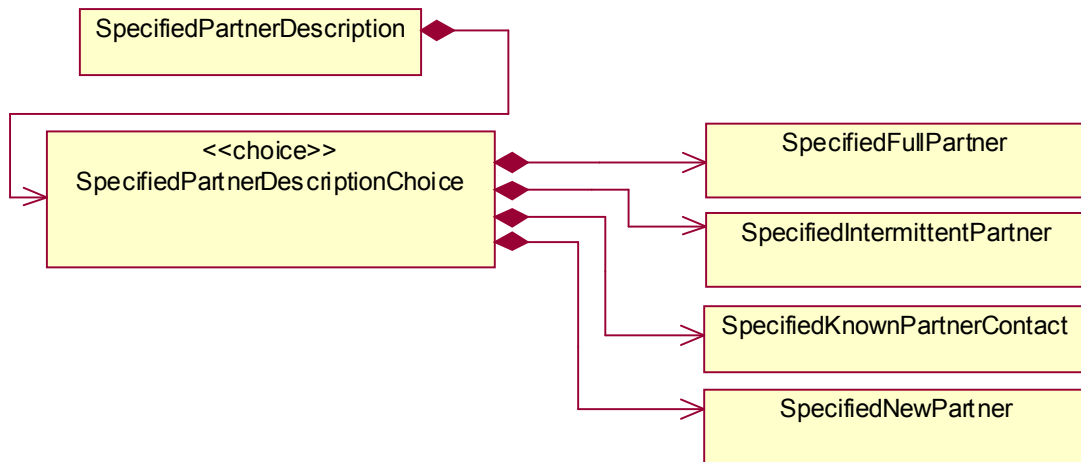 SpecifiedPartnerDescription
<<choice>>
SpecifiedPartnerDescriptionChoice
SpecifiedFullPartner
SpecifiedIntermittentPartner
SpecifiedKnownPartnerContact
SpecifiedNewPartner